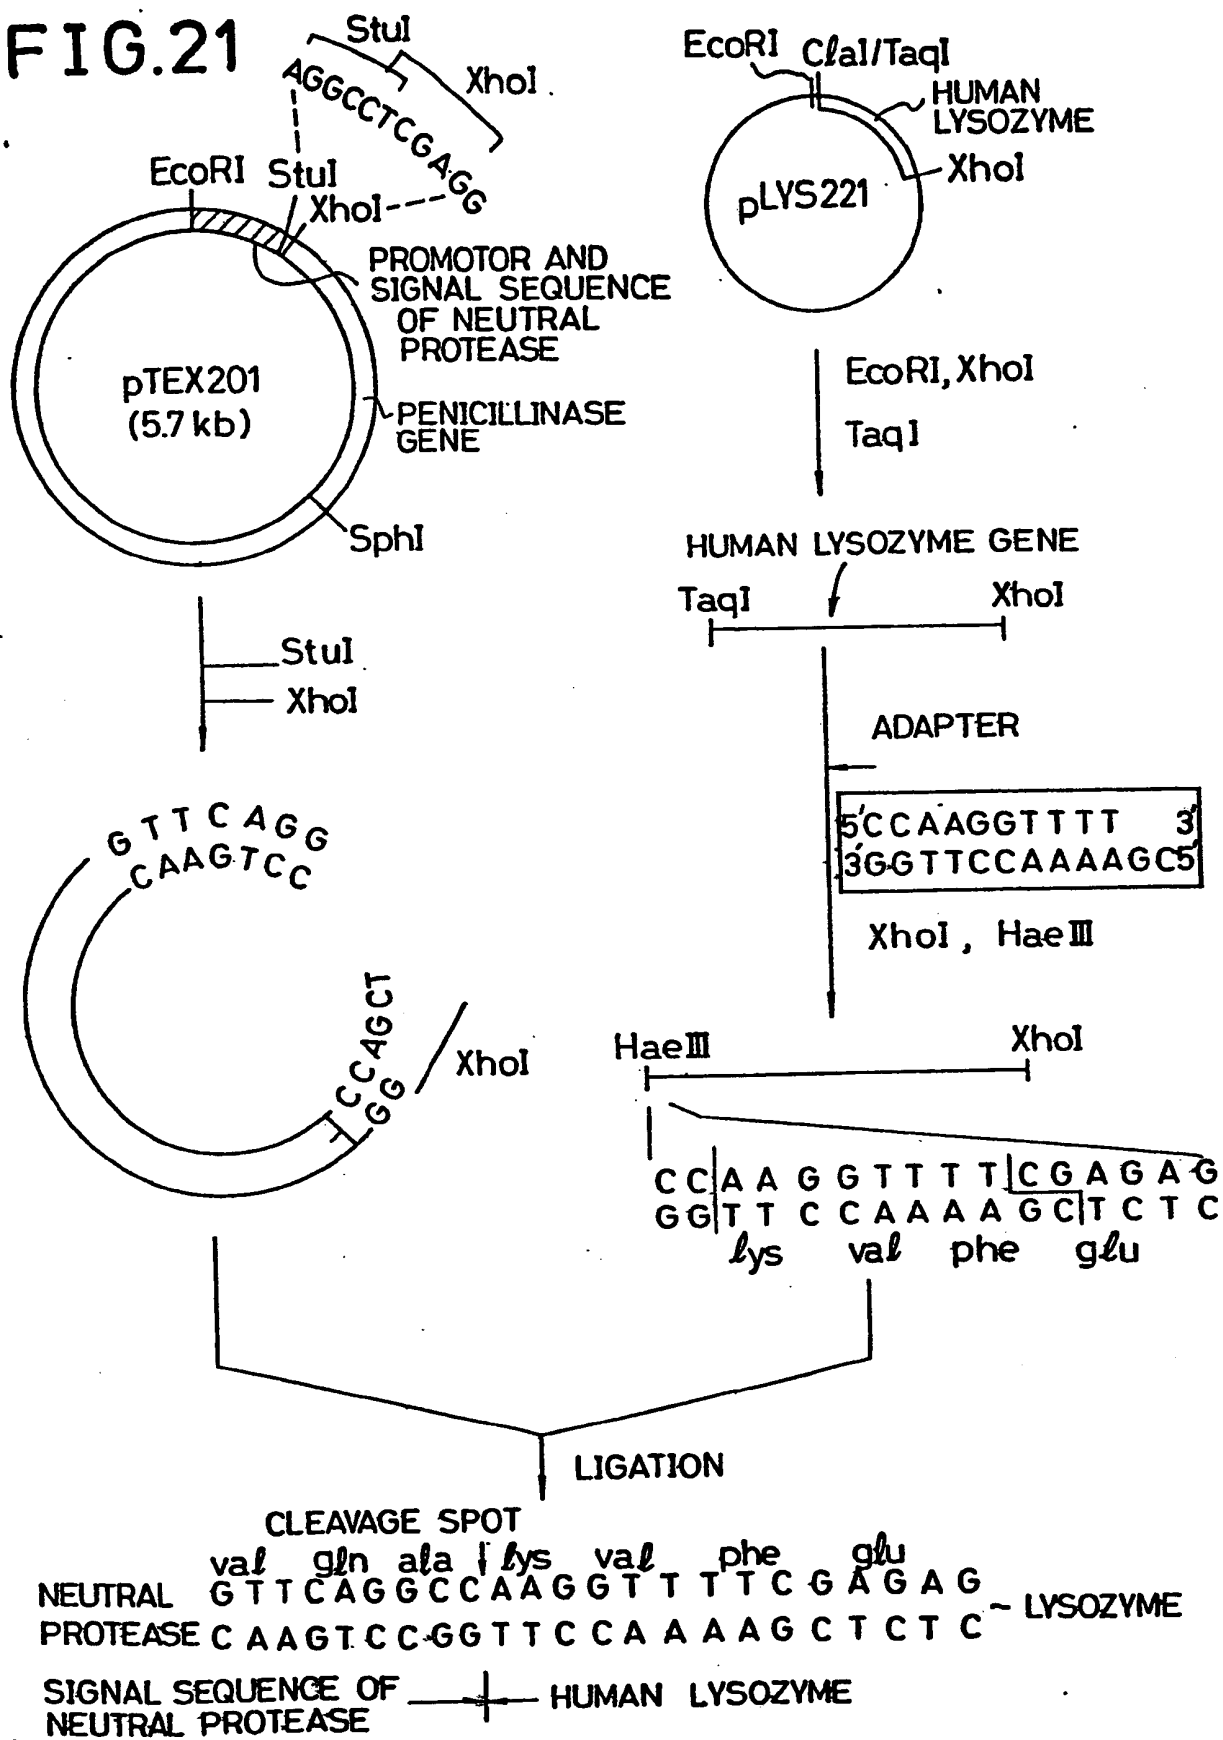 FIG.21
StuI
XhoI
AGGCCTCGAGG
EcoRI
StuI
XhoI
PROMOTOR AND
SIGNAL SEQUENCE
OF NEUTRAL
PROTEASE
pTEX201
(5.7 kb)
PENICILLINASE
GENE
SphI
StuI
XhoI
GTTCAGG
CAAGTCC
CCAGCT
GG
XhoI
EcoRI ClaI/TaqI
HUMAN
LYSOZYME
XhoI
pLYS221
EcoRI, XhoI
TaqI
HUMAN LYSOZYME GENE
TaqI XhoI
ADAPTER
5'CCAAGGTTTT 3'
3'GGTTCCAAAAGC5'
XhoI, HaeIII
HaeIII XhoI
CCAAGGTTTTCGAGAG
GGTTCCAAAAGCTCTC
lys val phe glu
LIGATION
CLEAVAGE SPOT
val gln ala lys val phe glu
NEUTRAL GTTCAGGCCAAGGTTTTCGAGAG
PROTEASE CAAGTCCGGTTCCAAAAGCTCTC
~ LYSOZYME
SIGNAL SEQUENCE OF
NEUTRAL PROTEASE
HUMAN LYSOZYME